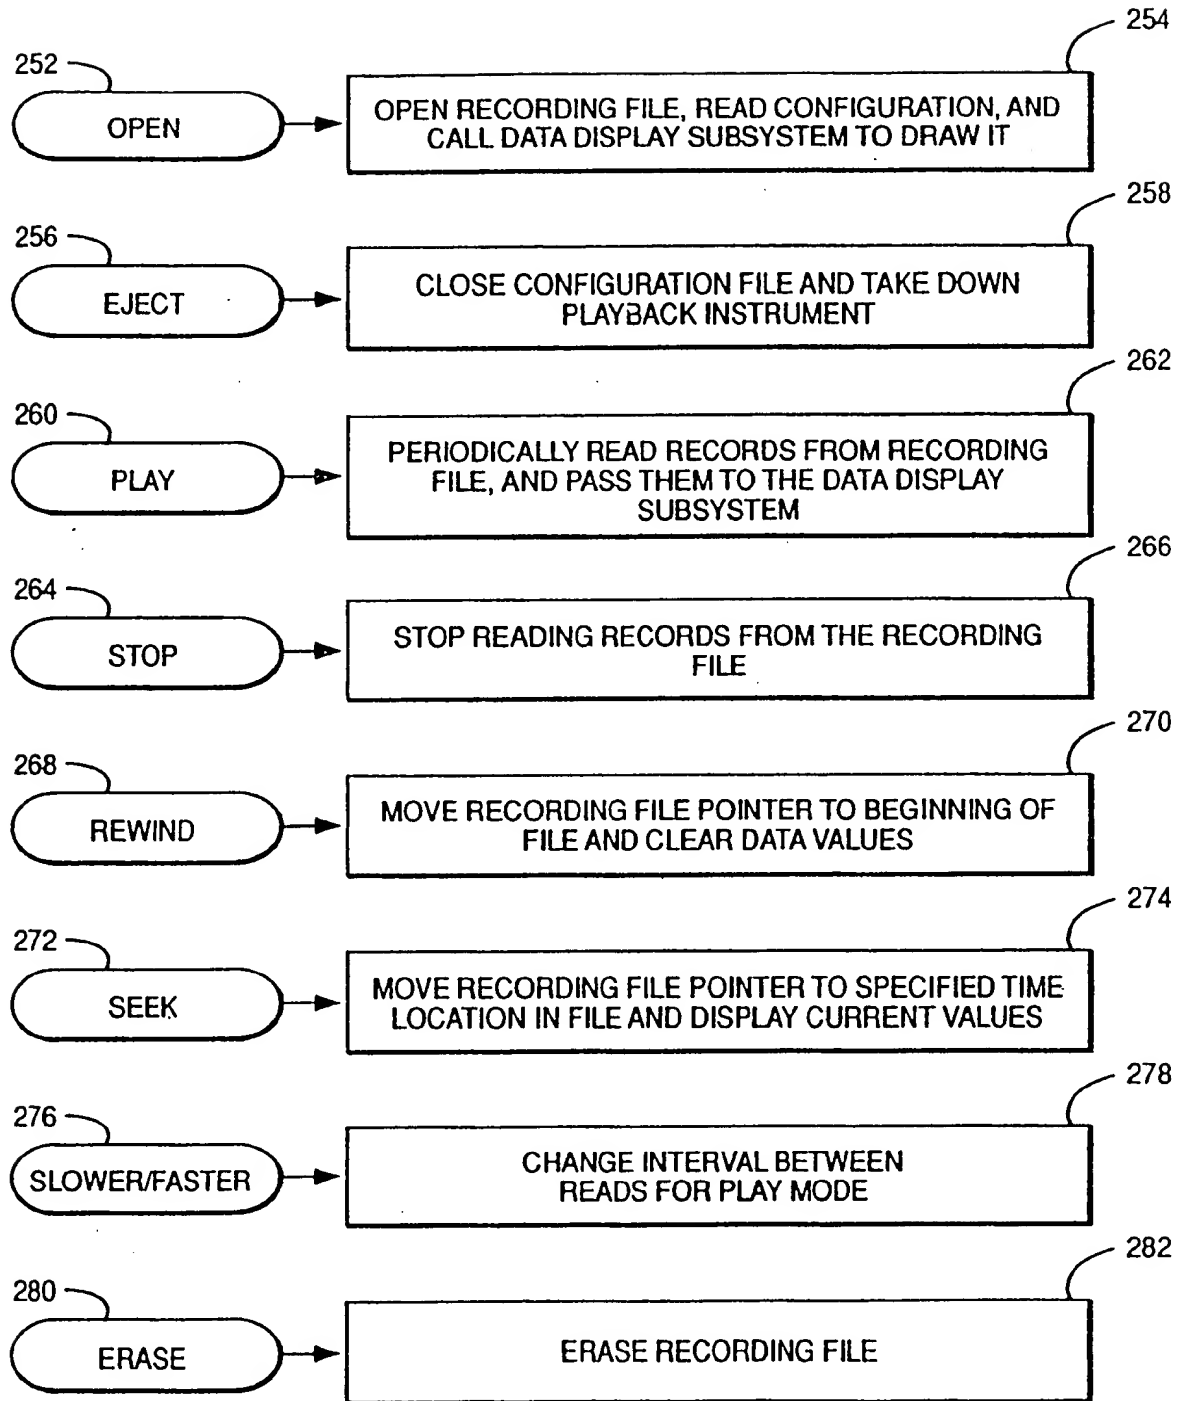 254
252
OPEN
OPEN RECORDING FILE, READ CONFIGURATION, AND
CALL DATA DISPLAY SUBSYSTEM TO DRAW IT
258
256
EJECT
CLOSE CONFIGURATION FILE AND TAKE DOWN
PLAYBACK INSTRUMENT
262
260
PLAY
PERIODICALLY READ RECORDS FROM RECORDING
FILE, AND PASS THEM TO THE DATA DISPLAY
SUBSYSTEM
266
264
STOP
STOP READING RECORDS FROM THE RECORDING
FILE
270
268
REWIND
MOVE RECORDING FILE POINTER TO BEGINNING OF
FILE AND CLEAR DATA VALUES
274
272
SEEK
MOVE RECORDING FILE POINTER TO SPECIFIED TIME
LOCATION IN FILE AND DISPLAY CURRENT VALUES
278
276
SLOWER/FASTER
CHANGE INTERVAL BETWEEN
READS FOR PLAY MODE
282
280
ERASE
ERASE RECORDING FILE